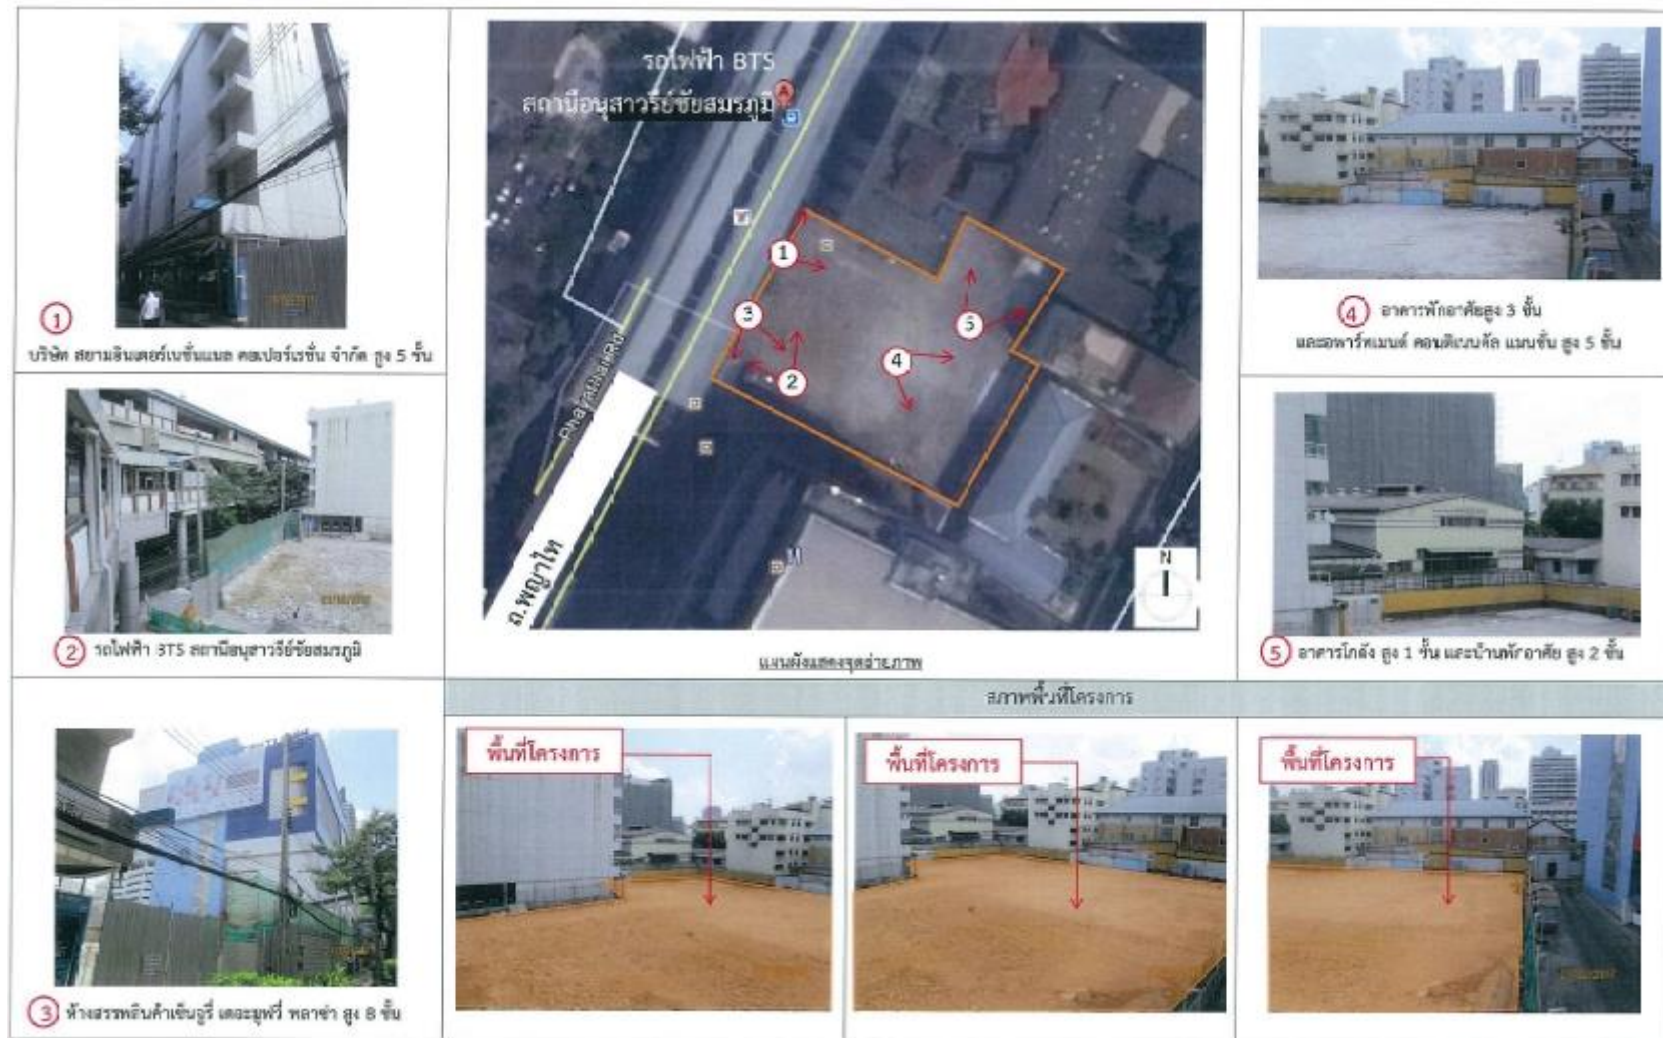 1
บริษัท สยามอินเตอร์เนชั่นแนล คอเปอร์เรชั่น จำกัด สูง 5 ชั้น
รถไฟฟ้า BTS
สถานีอนุสาวรีย์ชัยสมรภูมิ
A
1
3
2
4
5
Phayathai Rd
ถ.พญาไท
M
N
แผนผังแสดงจุดถ่ายภาพ
4 อาคารพักอาศัยสูง 3 ชั้น
และอพาร์ทเมนต์ คอนติเนนตัล แมนชั่น สูง 5 ชั้น
2 รถไฟฟ้า BTS สถานีอนุสาวรีย์ชัยสมรภูมิ
5 อาคารโกดัง สูง 1 ชั้น และบ้านพักอาศัย สูง 2 ชั้น
สภาพพื้นที่โครงการ
3 ห้างสรรพสินค้าเซ็นจูรี่ เดอะมูฟวี่ พลาซ่า สูง 8 ชั้น
พื้นที่โครงการ
พื้นที่โครงการ
พื้นที่โครงการ